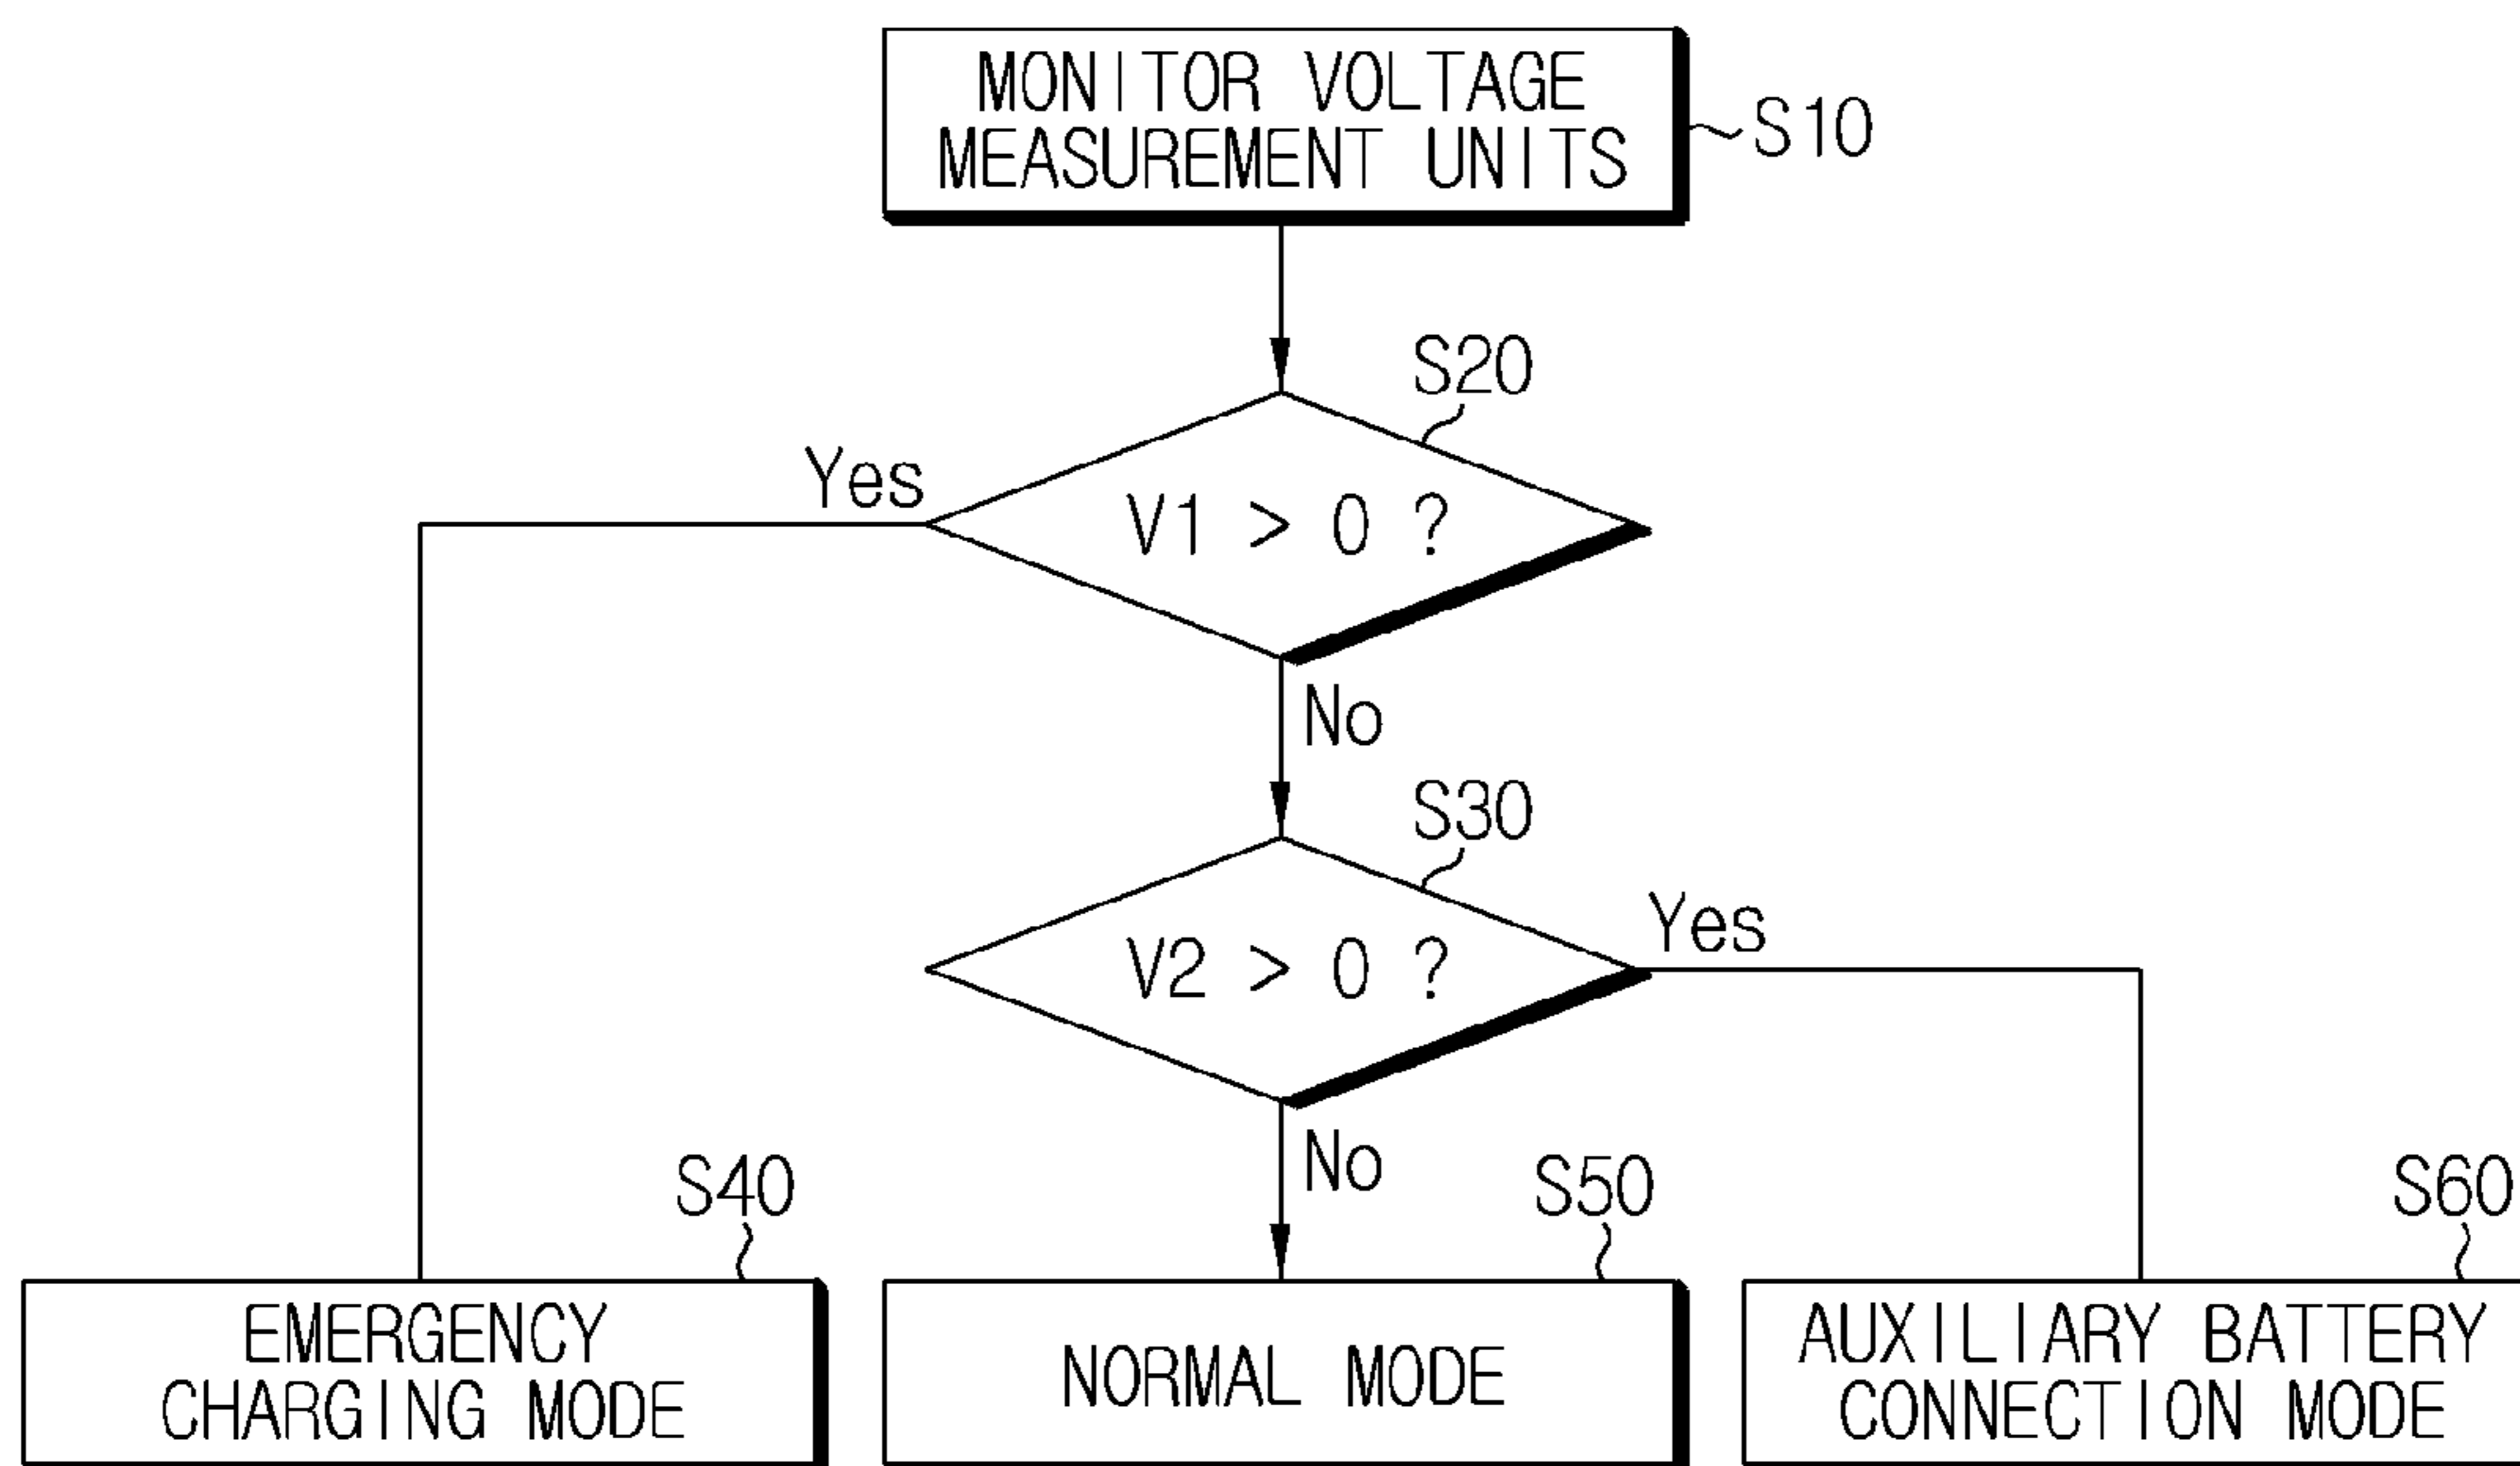 MONITOR VOLTAGE
MEASUREMENT UNITS
S10
S20
Yes
V1 > 0 ?
No
S30
Yes
V2 > 0 ?
No
S40
S50
S60
EMERGENCY
CHARGING MODE
NORMAL MODE
AUXILIARY BATTERY
CONNECTION MODE